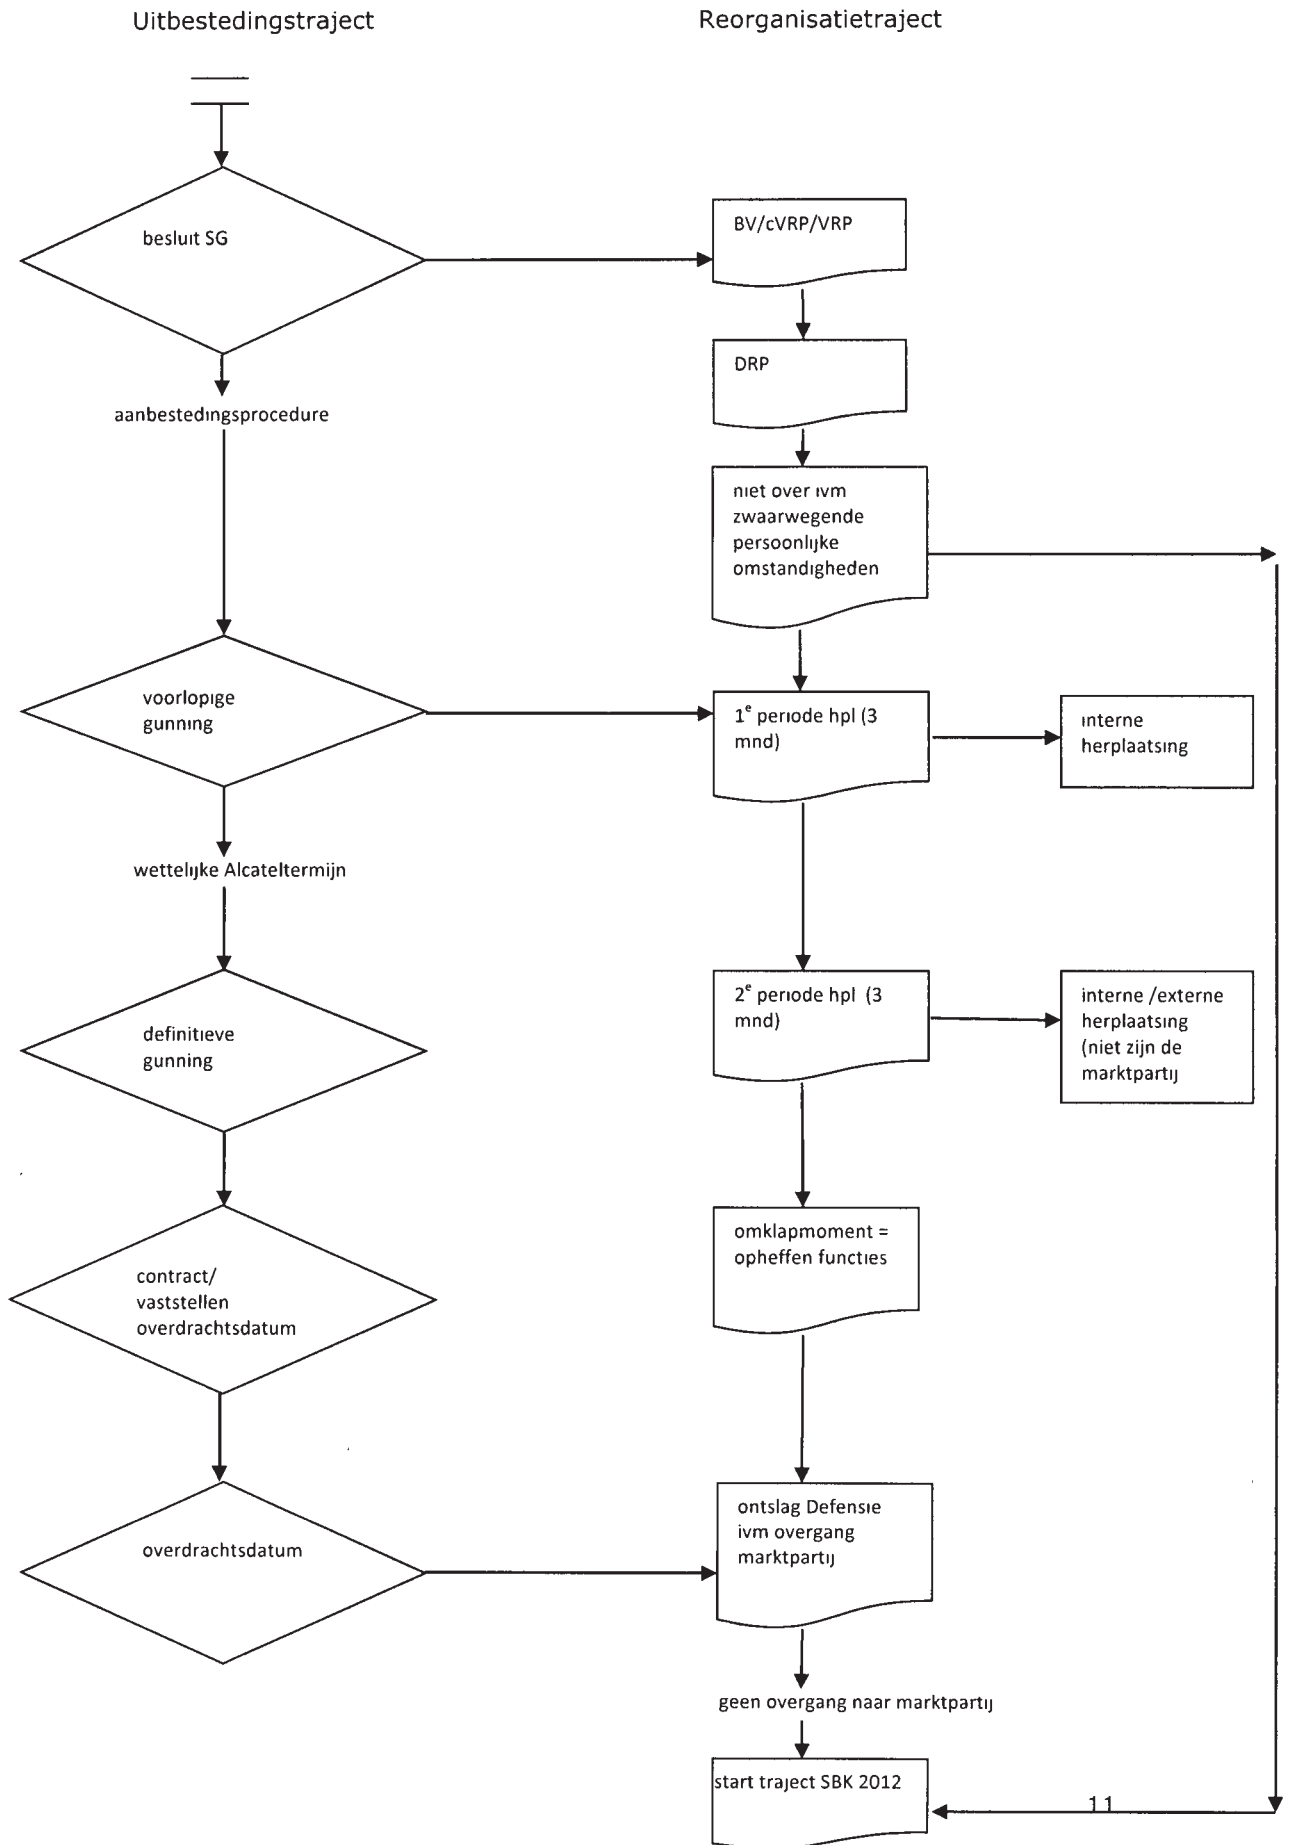 Uitbestedingstraject
Reorganisatietraject
besluit SG
BV/cVRP/VRP
DRP
aanbestedingsprocedure
niet over ivm
zwaarwegende
persoonlijke
omstandigheden
voorlopige
gunning
1e periode hpl (3
mnd)
interne
herplaatsing
wettelijke Alcateltermijn
definitieve
gunning
2e periode hpl (3
mnd)
interne /externe
herplaatsing
(niet zijn de
marktpartij
omklapmoment =
opheffen functies
contract/
vaststellen
overdrachtsdatum
overdrachtsdatum
ontslag Defensie
ivm overgang
marktpartij
geen overgang naar marktpartij
start traject SBK 2012
11